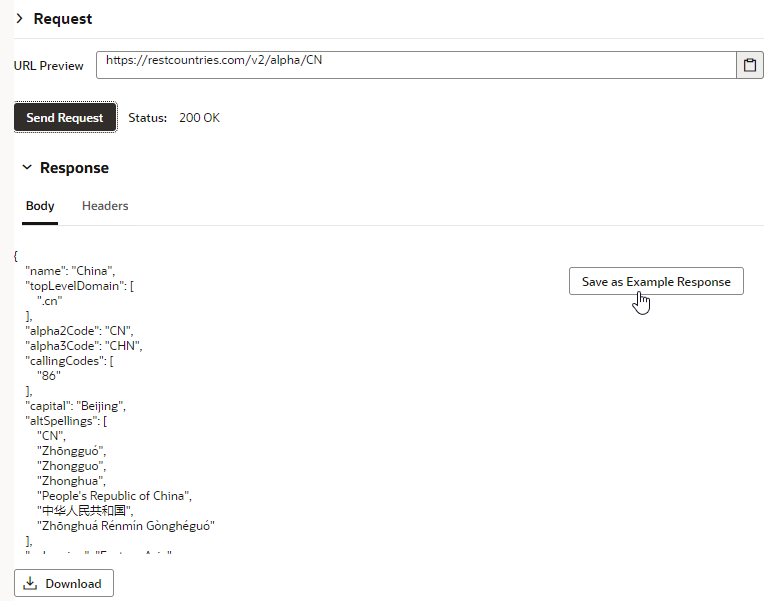 Request
URL Preview
https://restcountries.com/v2/alpha/CN
Send Request
Status: 200 OK
Response
Body Headers
{
"name": "China",
Save as Example Response
"topLevelDomain": [
".cn"
],
"alpha2Code": "CN",
"alpha3Code": "CHN",
"callingCodes": [
"86"
],
"capital": "Beijing",
"altSpellings": [
"CN",
"Zhōngguó",
"Zhongguo",
"Zhonghua",
"People's Republic of China",
"中华人民共和国",
"Zhōnghuá Rénmín Gònghéguó"
],
Download